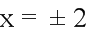 x = ± 2